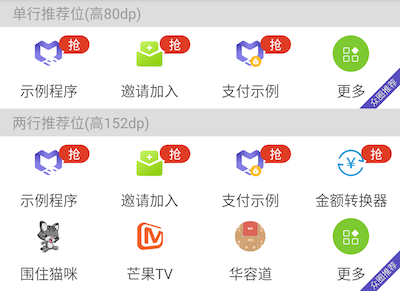 单行推荐位(高80dp)
抢 抢 抢
示例程序 邀请加入 支付示例 更多
众圈推荐
两行推荐位(高152dp)
抢 抢 抢 抢
示例程序 邀请加入 支付示例 金额转换器
围住猫咪 芒果TV 华容道 更多
众圈推荐